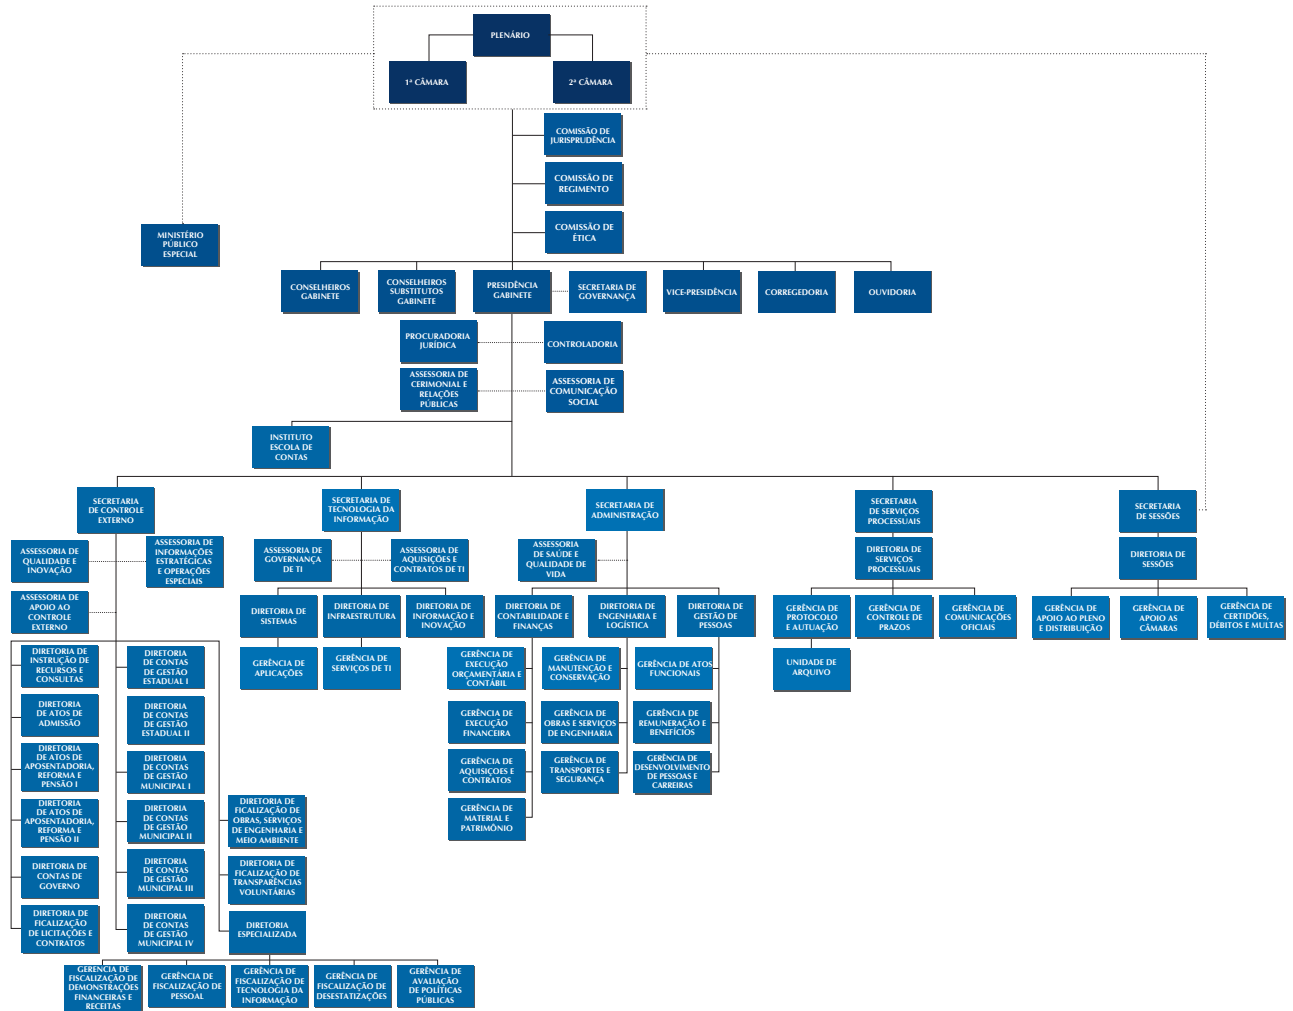 PLENÁRIO
1ª CÂMARA
2ª CÂMARA
COMISSÃO DE
JURISPRUDÊNCIA
COMISSÃO DE
REGIMENTO
COMISSÃO DE
ÉTICA
MINISTÉRIO
PÚBLICO
ESPECIAL
CONSELHEIROS
GABINETE
CONSELHEIROS
SUBSTITUTOS
GABINETE
PRESIDÊNCIA
GABINETE
SECRETARIA DE
GOVERNANÇA
VICE-PRESIDÊNCIA
CORREGEDORIA
OUVIDORIA
PROCURADORIA
JURÍDICA
CONTROLADORIA
ASSESSORIA DE
CERIMONIAL E
RELAÇÕES
PÚBLICAS
ASSESSORIA DE
COMUNICAÇÃO
SOCIAL
INSTITUTO
ESCOLA DE
CONTAS
SECRETARIA
DE CONTROLE
EXTERNO
SECRETARIA DE
TECNOLOGIA DA
INFORMAÇÃO
SECRETARIA DE
ADMINISTRAÇÃO
SECRETARIA
DE SERVIÇOS
PROCESSUAIS
SECRETARIA
DE SESSÕES
ASSESSORIA DE
QUALIDADE E
INOVAÇÃO
ASSESSORIA DE
INFORMAÇÕES
ESTRATÉGICAS
E OPERAÇÕES
ESPECIAIS
ASSESSORIA DE
GOVERNANÇA
DE TI
ASSESSORIA DE
AQUISIÇÕES E
CONTRATOS DE TI
ASSESSORIA
DE SAÚDE E
QUALIDADE DE
VIDA
DIRETORIA DE
SERVIÇOS
PROCESSUAIS
DIRETORIA DE
SESSÕES
ASSESSORIA DE
APOIO AO
CONTROLE
EXTERNO
DIRETORIA DE
SISTEMAS
DIRETORIA DE
INFRAESTRUTURA
DIRETORIA DE
INFORMAÇÃO E
INOVAÇÃO
DIRETORIA DE
CONTABILIDADE E
FINANÇAS
DIRETORIA DE
ENGENHARIA E
LOGÍSTICA
DIRETORIA DE
GESTÃO DE
PESSOAS
GERÊNCIA DE
PROTOCOLO
E AUTUAÇÃO
GERÊNCIA DE
CONTROLE DE
PRAZOS
GERÊNCIA DE
COMUNICAÇÕES
OFICIAIS
GERÊNCIA DE
APOIO AO PLENO
E DISTRIBUIÇÃO
GERÊNCIA DE
APOIO AS
CÂMARAS
GERÊNCIA DE
CERTIDÕES,
DÉBITOS E MULTAS
GERÊNCIA DE
APLICAÇÕES
GERÊNCIA DE
SERVIÇOS DE TI
UNIDADE DE
ARQUIVO
GERÊNCIA DE
EXECUÇÃO
ORÇAMENTÁRIA E
CONTÁBIL
GERÊNCIA DE
MANUTENÇÃO E
CONSERVAÇÃO
GERÊNCIA DE ATOS
FUNCIONAIS
GERÊNCIA DE
EXECUÇÃO
FINANCEIRA
GERÊNCIA DE
OBRAS E SERVIÇOS
DE ENGENHARIA
GERÊNCIA DE
REMUNERAÇÃO E
BENEFÍCIOS
GERÊNCIA DE
AQUISIÇOES E
CONTRATOS
GERÊNCIA DE
TRANSPORTES E
SEGURANÇA
GERÊNCIA DE
DESENVOLVIMENTO
DE PESSOAS E
CARREIRAS
GERÊNCIA DE
MATERIAL E
PATRIMÔNIO
DIRETORIA DE
INSTRUÇÃO DE
RECURSOS E
CONSULTAS
DIRETORIA
DE CONTAS
DE GESTÃO
ESTADUAL I
DIRETORIA
DE ATOS DE
ADMISSÃO
DIRETORIA
DE CONTAS
DE GESTÃO
ESTADUAL II
DIRETORIA
DE ATOS DE
APOSENTADORIA,
REFORMA E
PENSÃO I
DIRETORIA
DE CONTAS
DE GESTÃO
MUNICIPAL I
DIRETORIA
DE ATOS DE
APOSENTADORIA,
REFORMA E
PENSÃO II
DIRETORIA
DE CONTAS
DE GESTÃO
MUNICIPAL II
DIRETORIA DE
FICALIZAÇÃO DE
OBRAS, SERVIÇOS
DE ENGENHARIA E
MEIO AMBIENTE
DIRETORIA DE
CONTAS DE
GOVERNO
DIRETORIA
DE CONTAS
DE GESTÃO
MUNICIPAL III
DIRETORIA DE
FICALIZAÇÃO DE
TRANSPARÊNCIAS
VOLUNTÁRIAS
DIRETORIA DE
FICALIZAÇÃO
DE LICITAÇÕES E
CONTRATOS
DIRETORIA
DE CONTAS
DE GESTÃO
MUNICIPAL IV
DIRETORIA
ESPECIALIZADA
GERENCIA DE
FISCALIZAÇÃO DE
DEMONSTRAÇÕES
FINANCEIRAS E
RECEITAS
GERÊNCIA DE
FISCALIZAÇÃO DE
PESSOAL
GERÊNCIA DE
FISCALIZAÇÃO DE
TECNOLOGIA DA
INFORMAÇÃO
GERÊNCIA DE
FISCALIZAÇÃO DE
DESESTATIZAÇÕES
GERÊNCIA DE
AVALIAÇÃO
DE POLÍTICAS
PÚBLICAS